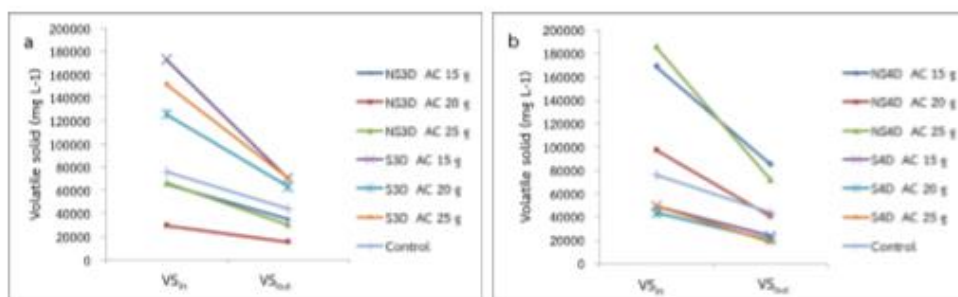 a
Volatile solid (mg L-1)
200000
180000
160000
140000
120000
100000
80000
60000
40000
20000
0
VSin
VSout
NS3D AC 15 g
NS3D AC 20 g
NS3D AC 25 g
S3D AC 15 g
S3D AC 20 g
S3D AC 25 g
Control
b
Volatile solid (mg L-1)
200000
180000
160000
140000
120000
100000
80000
60000
40000
20000
0
VSin
VSout
NS4D AC 15 g
NS4D AC 20 g
NS4D AC 25 g
S4D AC 15 g
S4D AC 20 g
S4D AC 25 g
Control